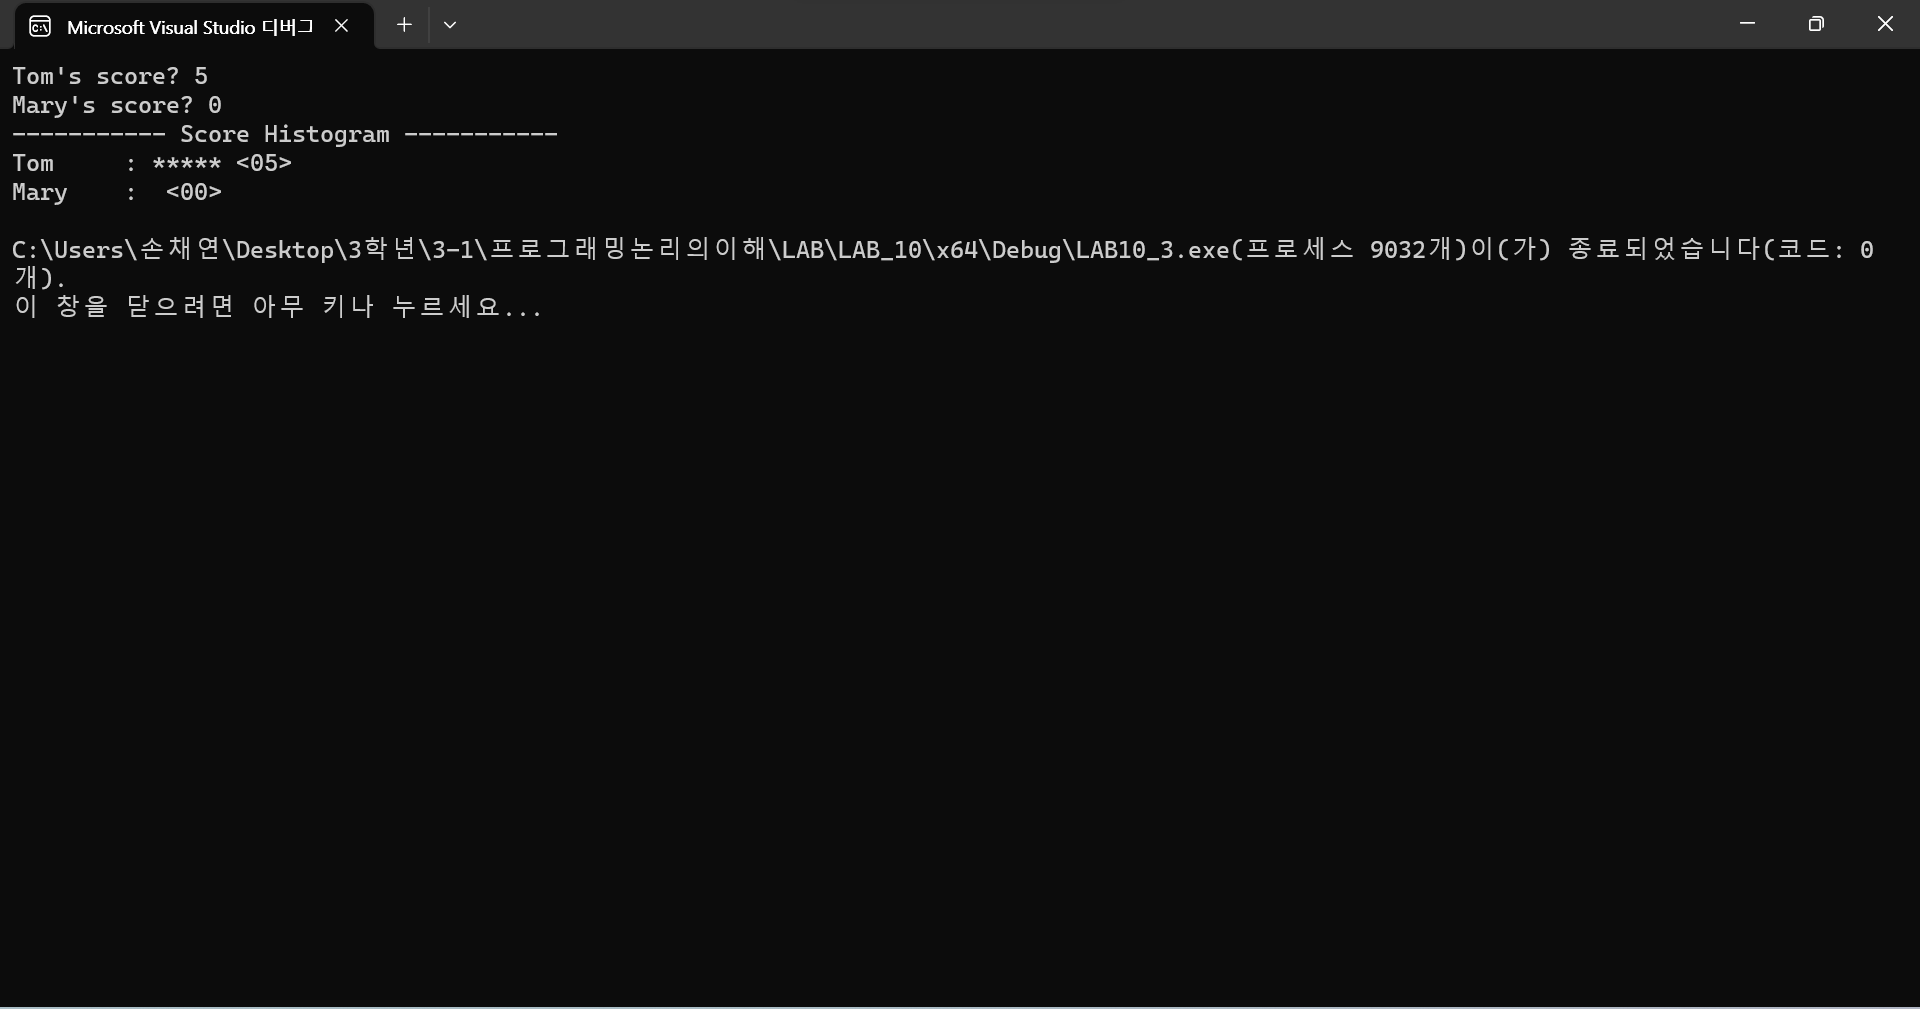 Microsoft Visual Studio 디버그
Tom's score? 5
Mary's score? 0
----------- Score Histogram -----------
Tom     : ***** <05>
Mary    :  <00>
C:\Users\손채연\Desktop\3학년\3-1\프로그래밍논리의이해\LAB\LAB_10\x64\Debug\LAB10_3.exe(프로세스 9032개)이(가) 종료되었습니다(코드: 0
개).
이 창을 닫으려면 아무 키나 누르세요...